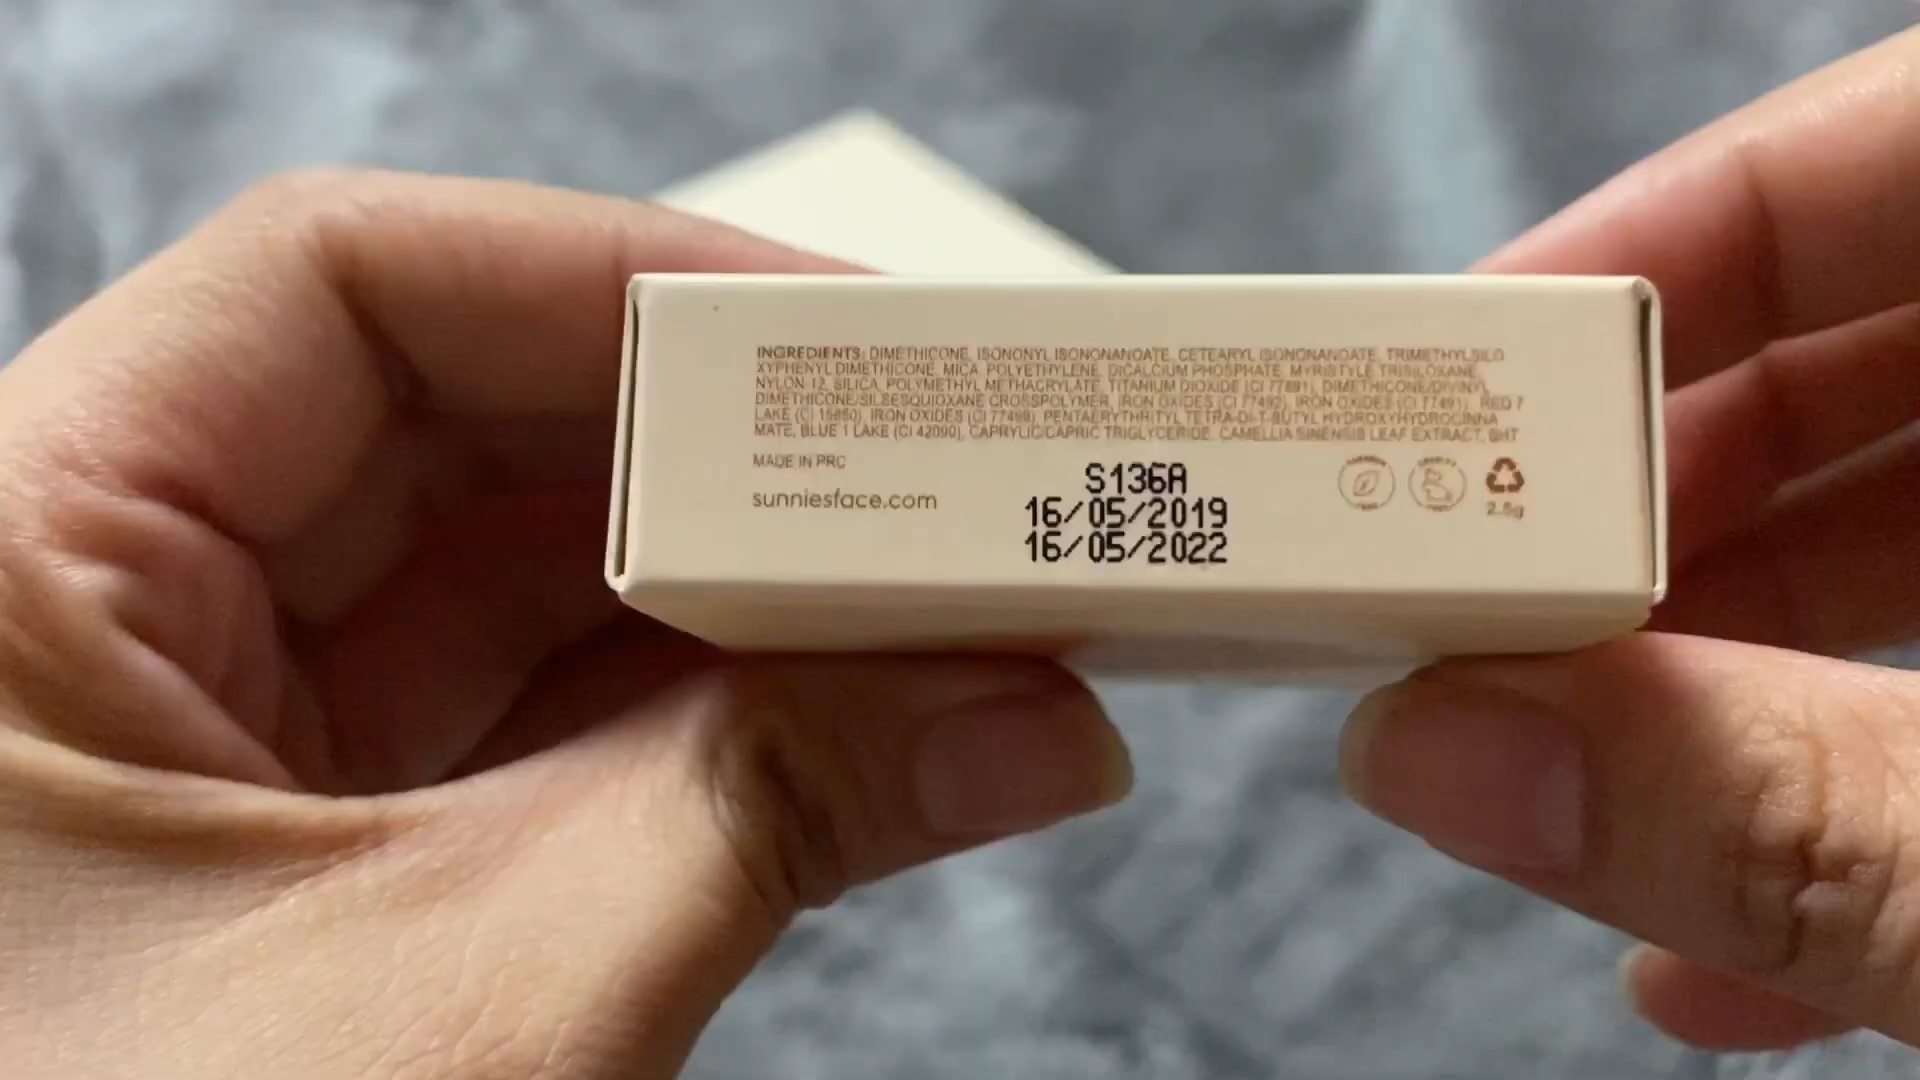 INGREDIENTS: DIMETHICONE, ISONONYL ISONONANOATE, CETEARYL ISONONANOATE, TRIMETHYLSILO
XYPHENYL DIMETHICONE, MICA, POLYETHYLENE, DICALCIUM PHOSPHATE, MYRISTYLE TRISILOXANE,
NYLON-12, SILICA, POLYMETHYL METHACRYLATE, TITANIUM DIOXIDE (CI 77891), DIMETHICONE/DIVINYL
DIMETHICONE/SILSESQUIOXANE CROSSPOLYMER, IRON OXIDES (CI 77492), IRON OXIDES (CI 77491), RED 7
LAKE (CI 15850), IRON OXIDES (CI 77499), PENTAERYTHRITYL TETRA-DI-T-BUTYL HYDROXYHYDROCINNA
MATE, BLUE 1 LAKE (CI 42090), CAPRYLIC/CAPRIC TRIGLYCERIDE, CAMELLIA SINENSIS LEAF EXTRACT, BHT
MADE IN PRC
sunniesface.com
S136A
16/05/2019
16/05/2022